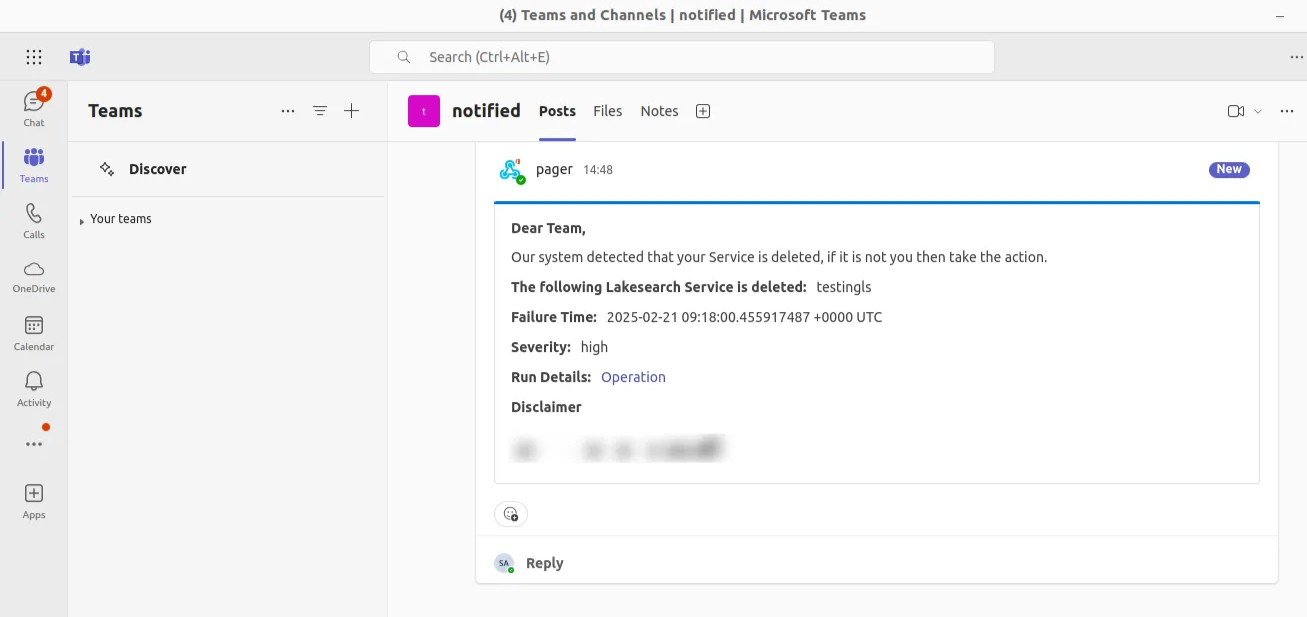 (4) Teams and Channels | notified | Microsoft Teams
Search (Ctrl+Alt+E)
4
Chat
Teams
Calls
OneDrive
Calendar
Activity
Apps
Teams
Discover
Your teams
t
notified
Posts
Files
Notes
pager
14:48
New
Dear Team,
Our system detected that your Service is deleted, if it is not you then take the action.
The following Lakesearch Service is deleted: testingls
Failure Time: 2025-02-21 09:18:00.455917487 +0000 UTC
Severity: high
Run Details: Operation
Disclaimer
SA
Reply